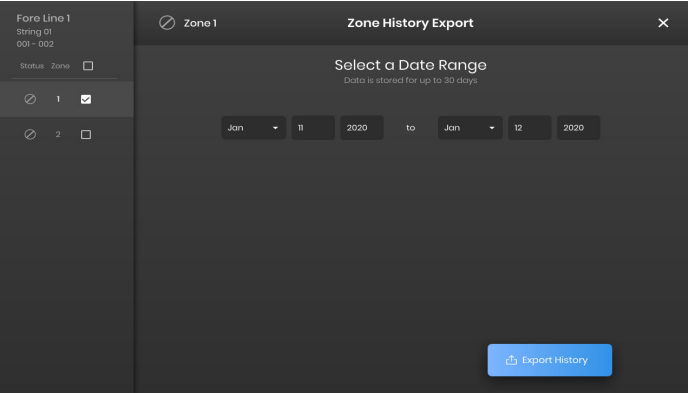 Fore Line 1
String 01
001 - 002
Status Zone
1
2
Zone 1
Zone History Export
Select a Date Range
Data is stored for up to 30 days
Jan 11 2020 to Jan 12 2020
Export History